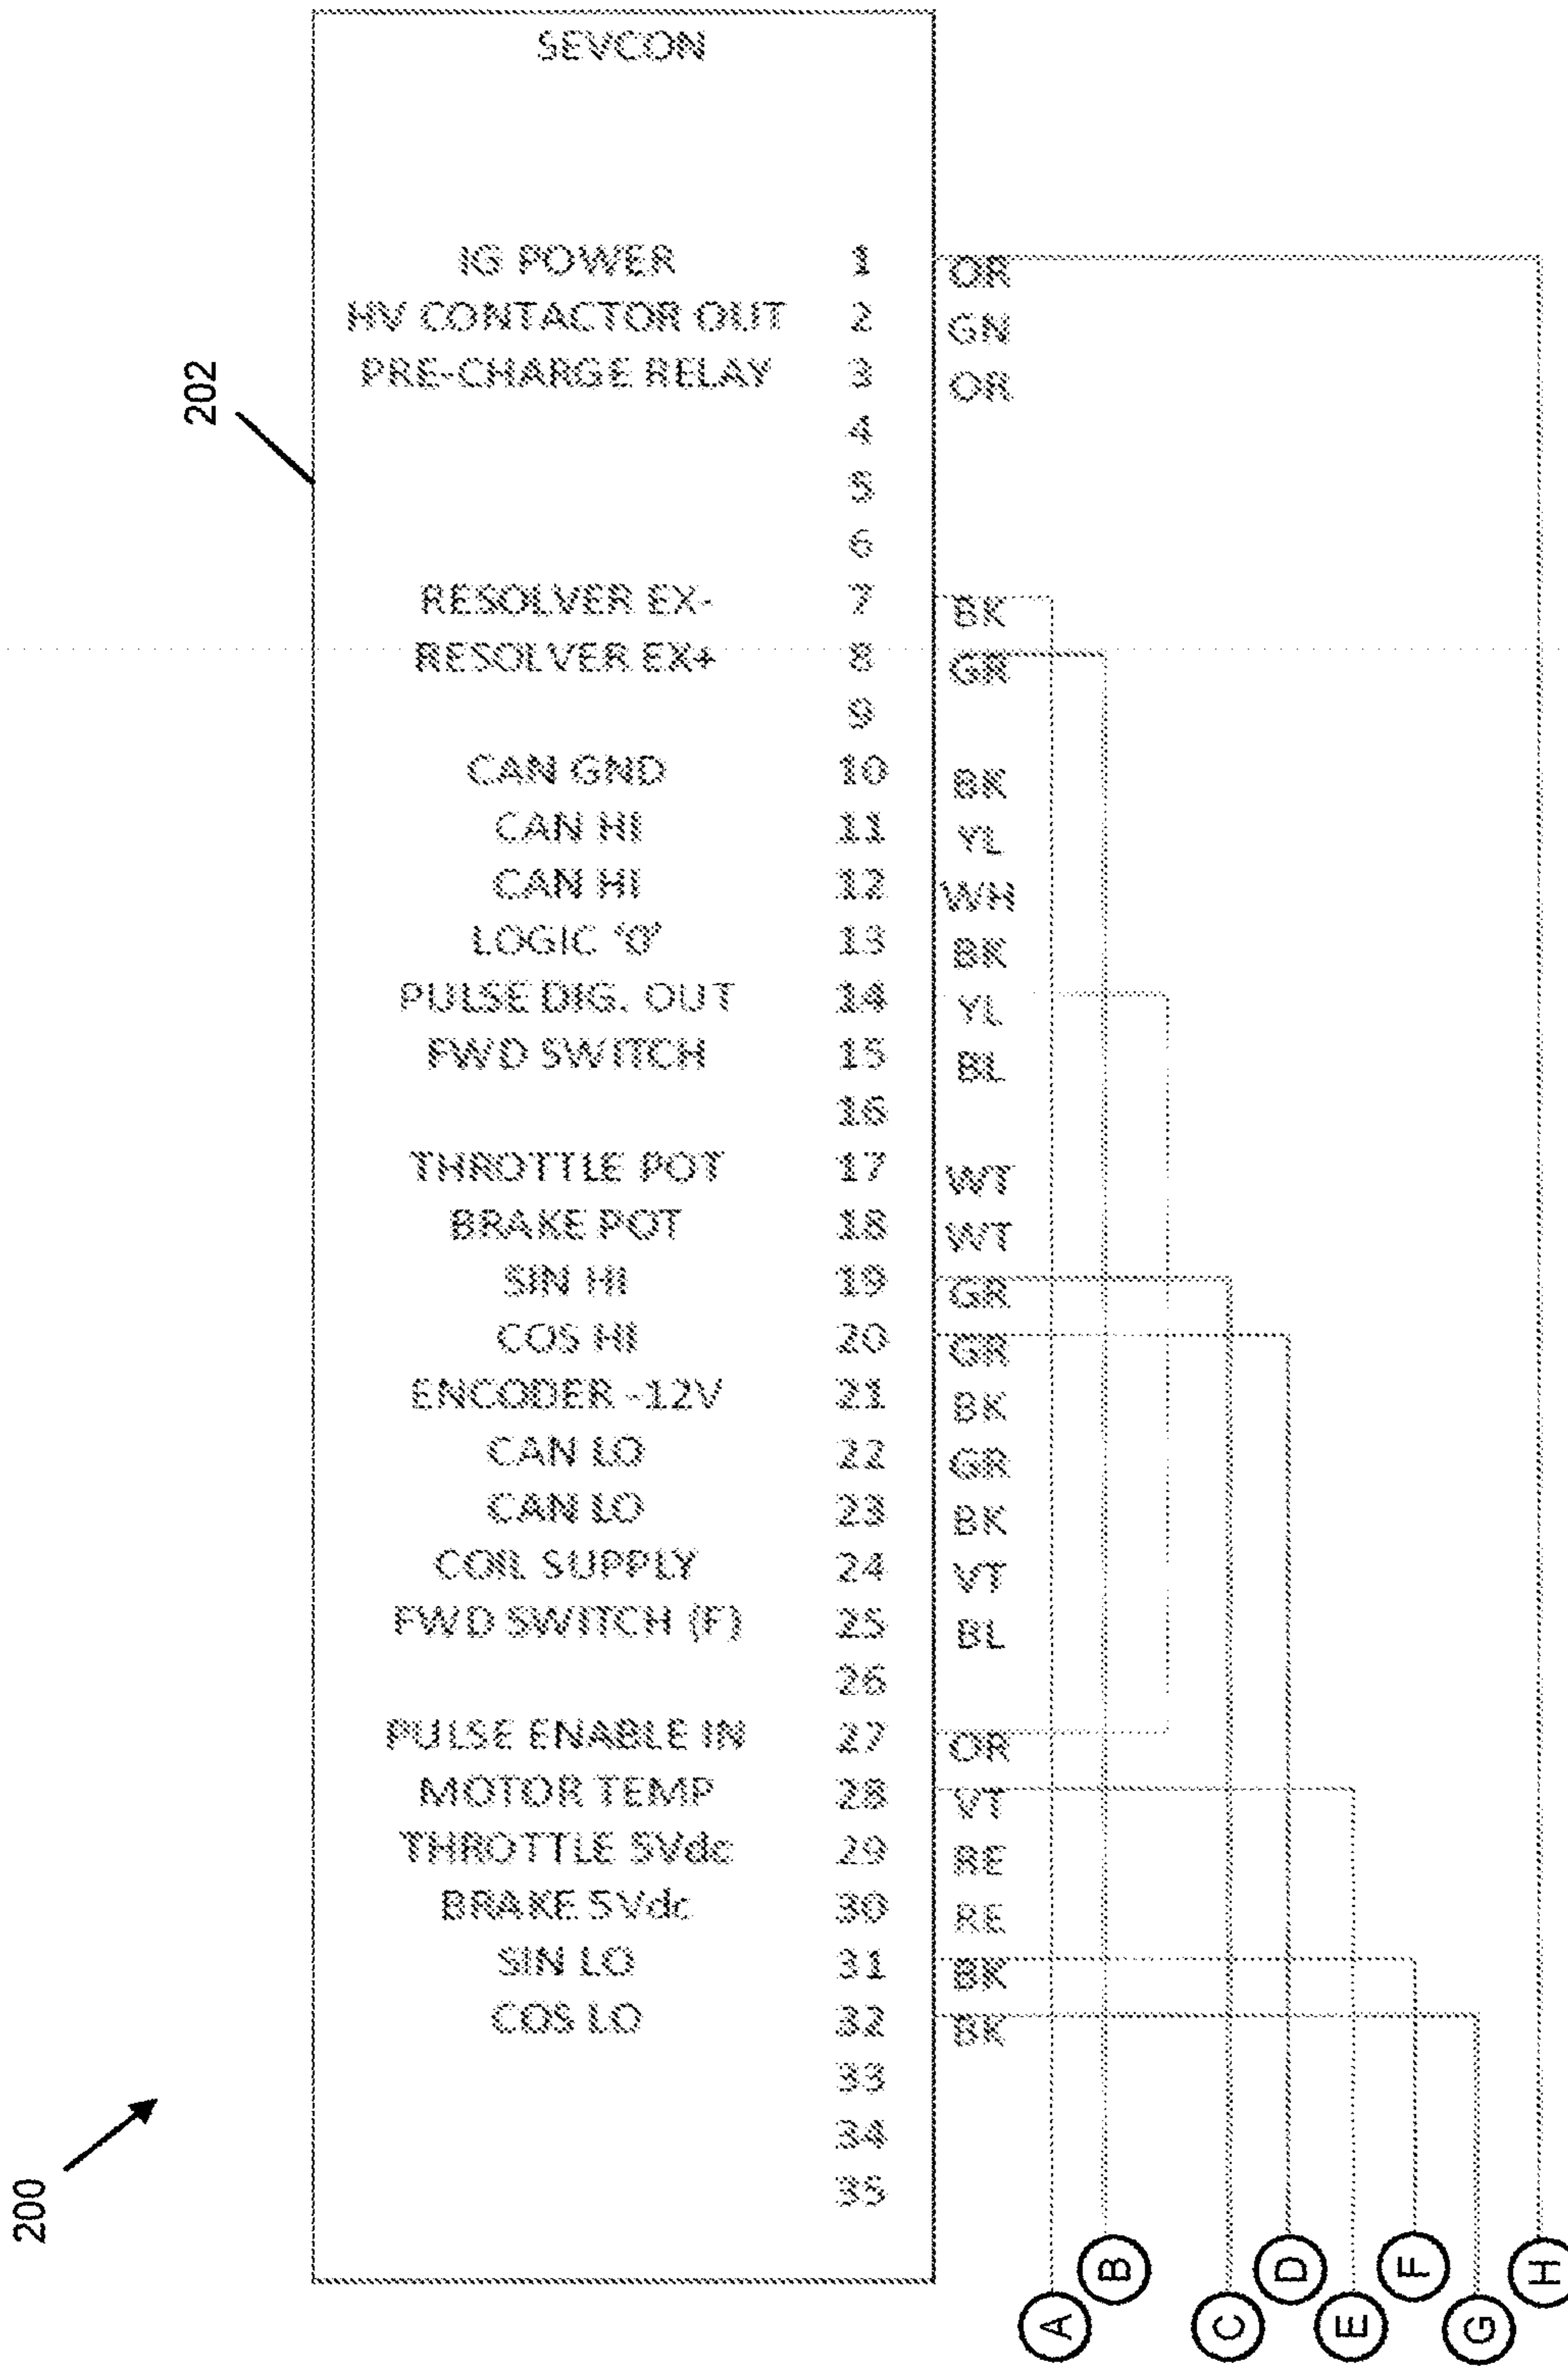 SEVCON
202
IG POWER 1 OR
HV CONTACTOR OUT 2 GN
PRE-CHARGE RELAY 3 OR
4
5
6
RESOLVER EX- 7 BK
RESOLVER EX+ 8 GR
9
CAN GND 10 BK
CAN HI 11 YL
CAN HI 12 WH
LOGIC '0' 13 BK
PULSE DIG. OUT 14 YL
FWD SWITCH 15 BL
16
THROTTLE POT 17 WT
BRAKE POT 18 WT
SIN HI 19 GR
COS HI 20 GR
ENCODER -12V 21 BK
CAN LO 22 GR
CAN LO 23 BK
COIL SUPPLY 24 VT
FWD SWITCH (F) 25 BL
26
PULSE ENABLE IN 27 OR
MOTOR TEMP 28 VT
THROTTLE 5Vdc 29 RE
BRAKE 5Vdc 30 RE
SIN LO 31 BK
COS LO 32 BK
33
34
35
200
A
B
C
D
E
F
G
H